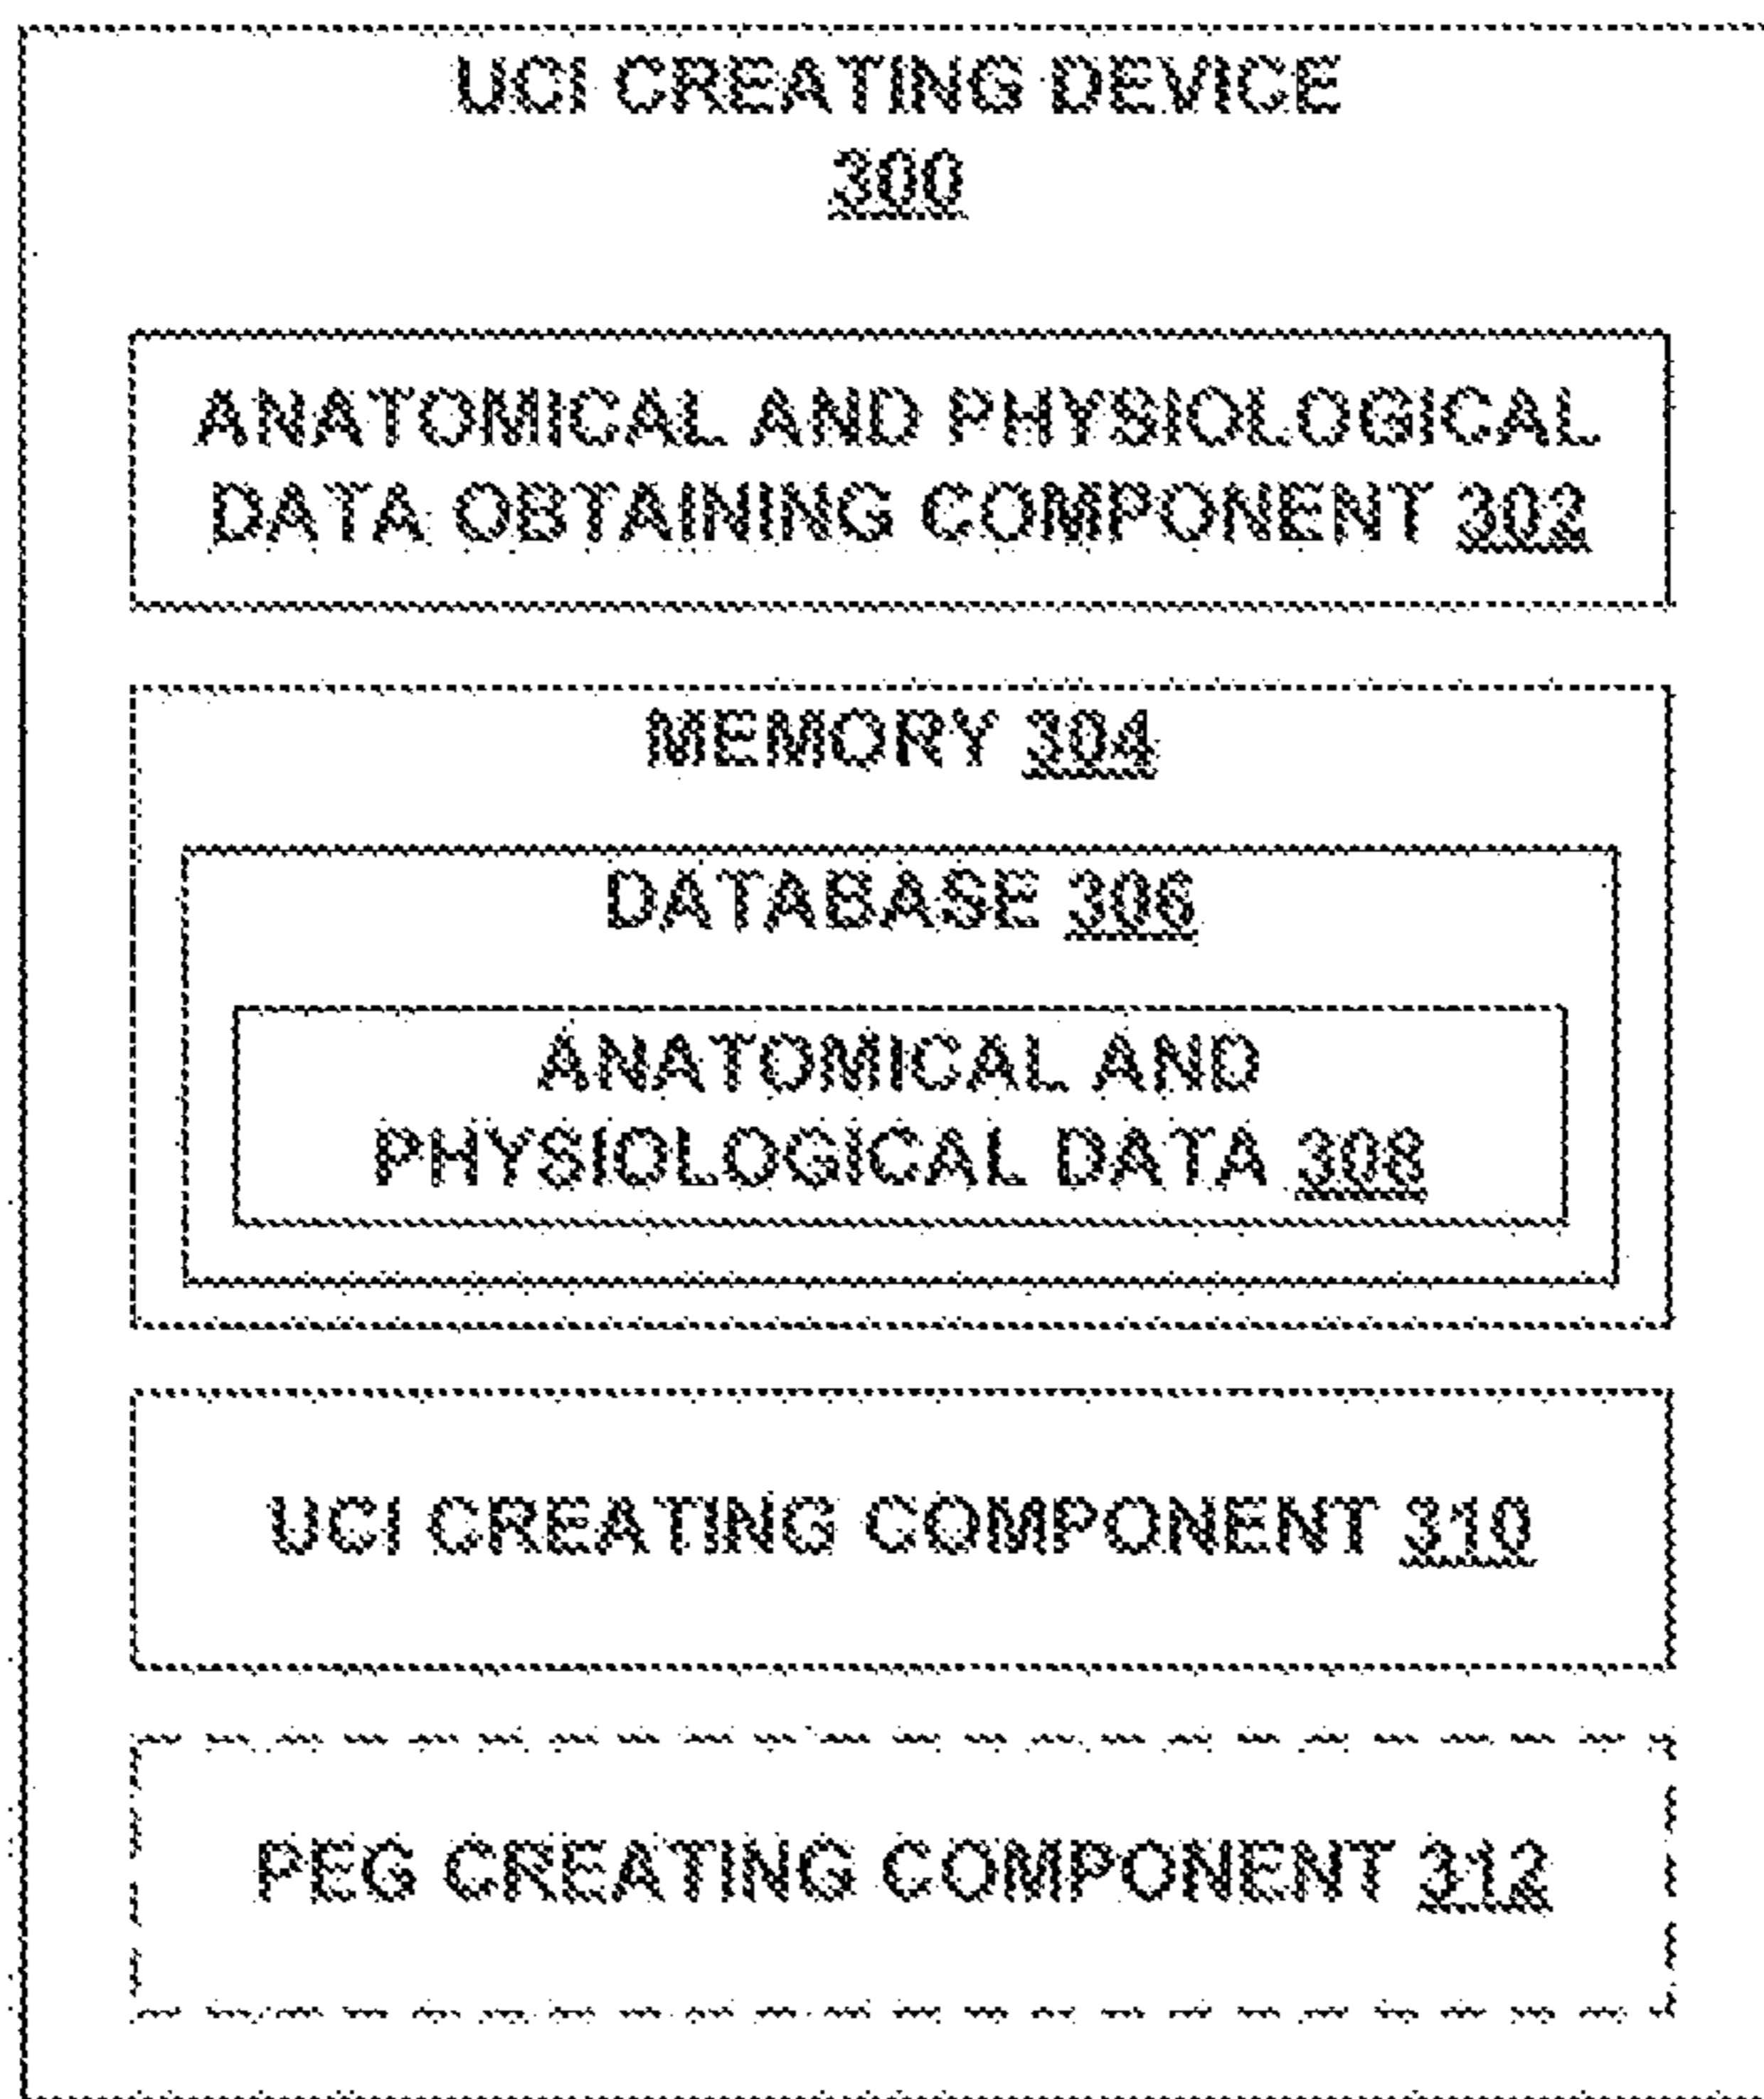 UCI CREATING DEVICE
300
ANATOMICAL AND PHYSIOLOGICAL
DATA OBTAINING COMPONENT 302
MEMORY 304
DATABASE 306
ANATOMICAL AND
PHYSIOLOGICAL DATA 308
UCI CREATING COMPONENT 310
PEG CREATING COMPONENT 312